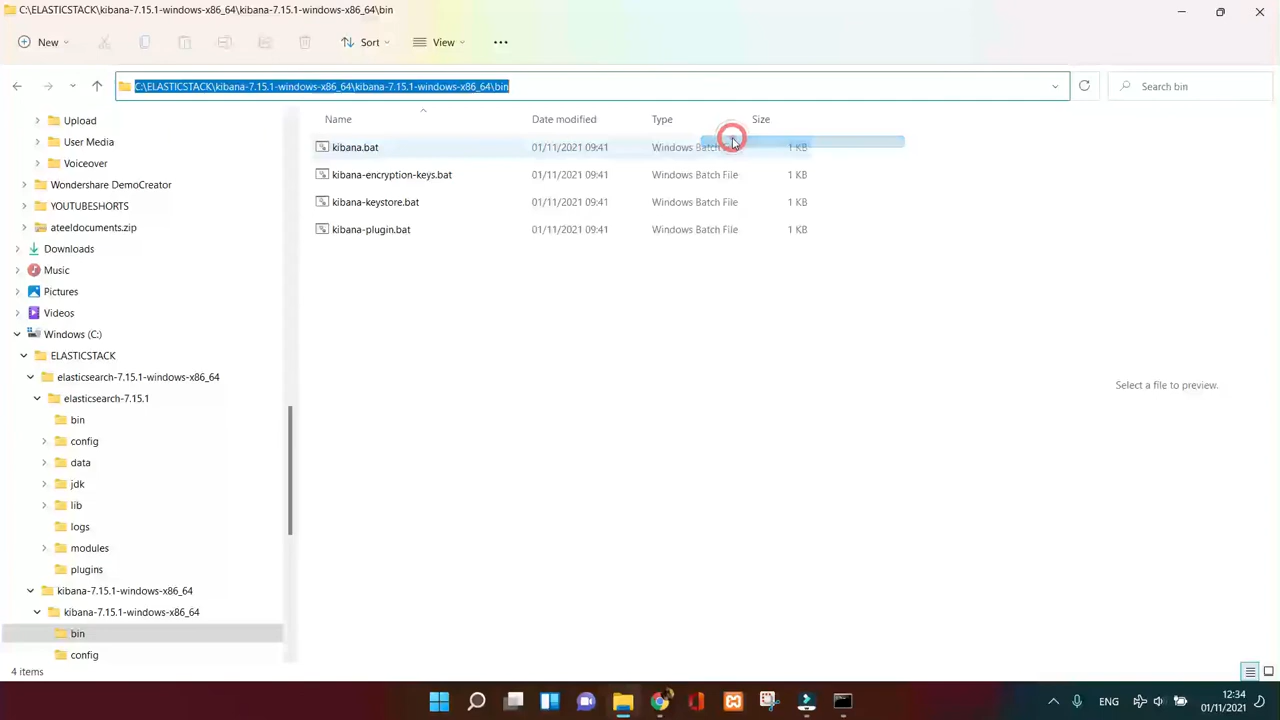 C:\ELASTICSTACK\kibana-7.15.1-windows-x86_64\kibana-7.15.1-windows-x86_64\bin
New
Sort
View
C:\ELASTICSTACK\kibana-7.15.1-windows-x86_64\kibana-7.15.1-windows-x86_64\bin
Search bin
Upload
User Media
Voiceover
Wondershare DemoCreator
YOUTUBESHORTS
ateeldocuments.zip
Downloads
Music
Pictures
Videos
Windows (C:)
ELASTICSTACK
elasticsearch-7.15.1-windows-x86_64
elasticsearch-7.15.1
bin
config
data
jdk
lib
logs
modules
plugins
kibana-7.15.1-windows-x86_64
kibana-7.15.1-windows-x86_64
bin
config
Name Date modified Type Size
kibana.bat 01/11/2021 09:41 Windows Batch 1 KB
kibana-encryption-keys.bat 01/11/2021 09:41 Windows Batch File 1 KB
kibana-keystore.bat 01/11/2021 09:41 Windows Batch File 1 KB
kibana-plugin.bat 01/11/2021 09:41 Windows Batch File 1 KB
Select a file to preview.
4 items
ENG
12:34
01/11/2021